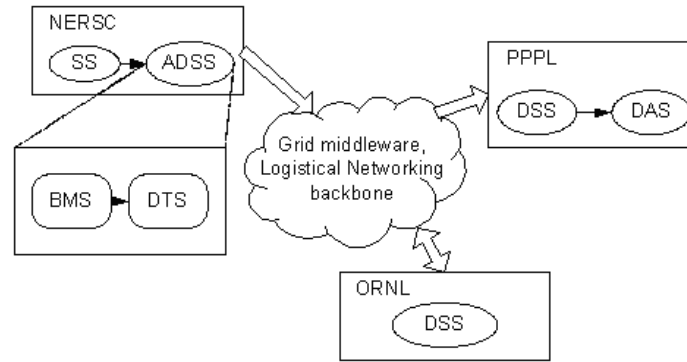 NERSC
SS
ADSS
PPPL
DSS
DAS
Grid middleware,
Logistical Networking
backbone
BMS
DTS
ORNL
DSS